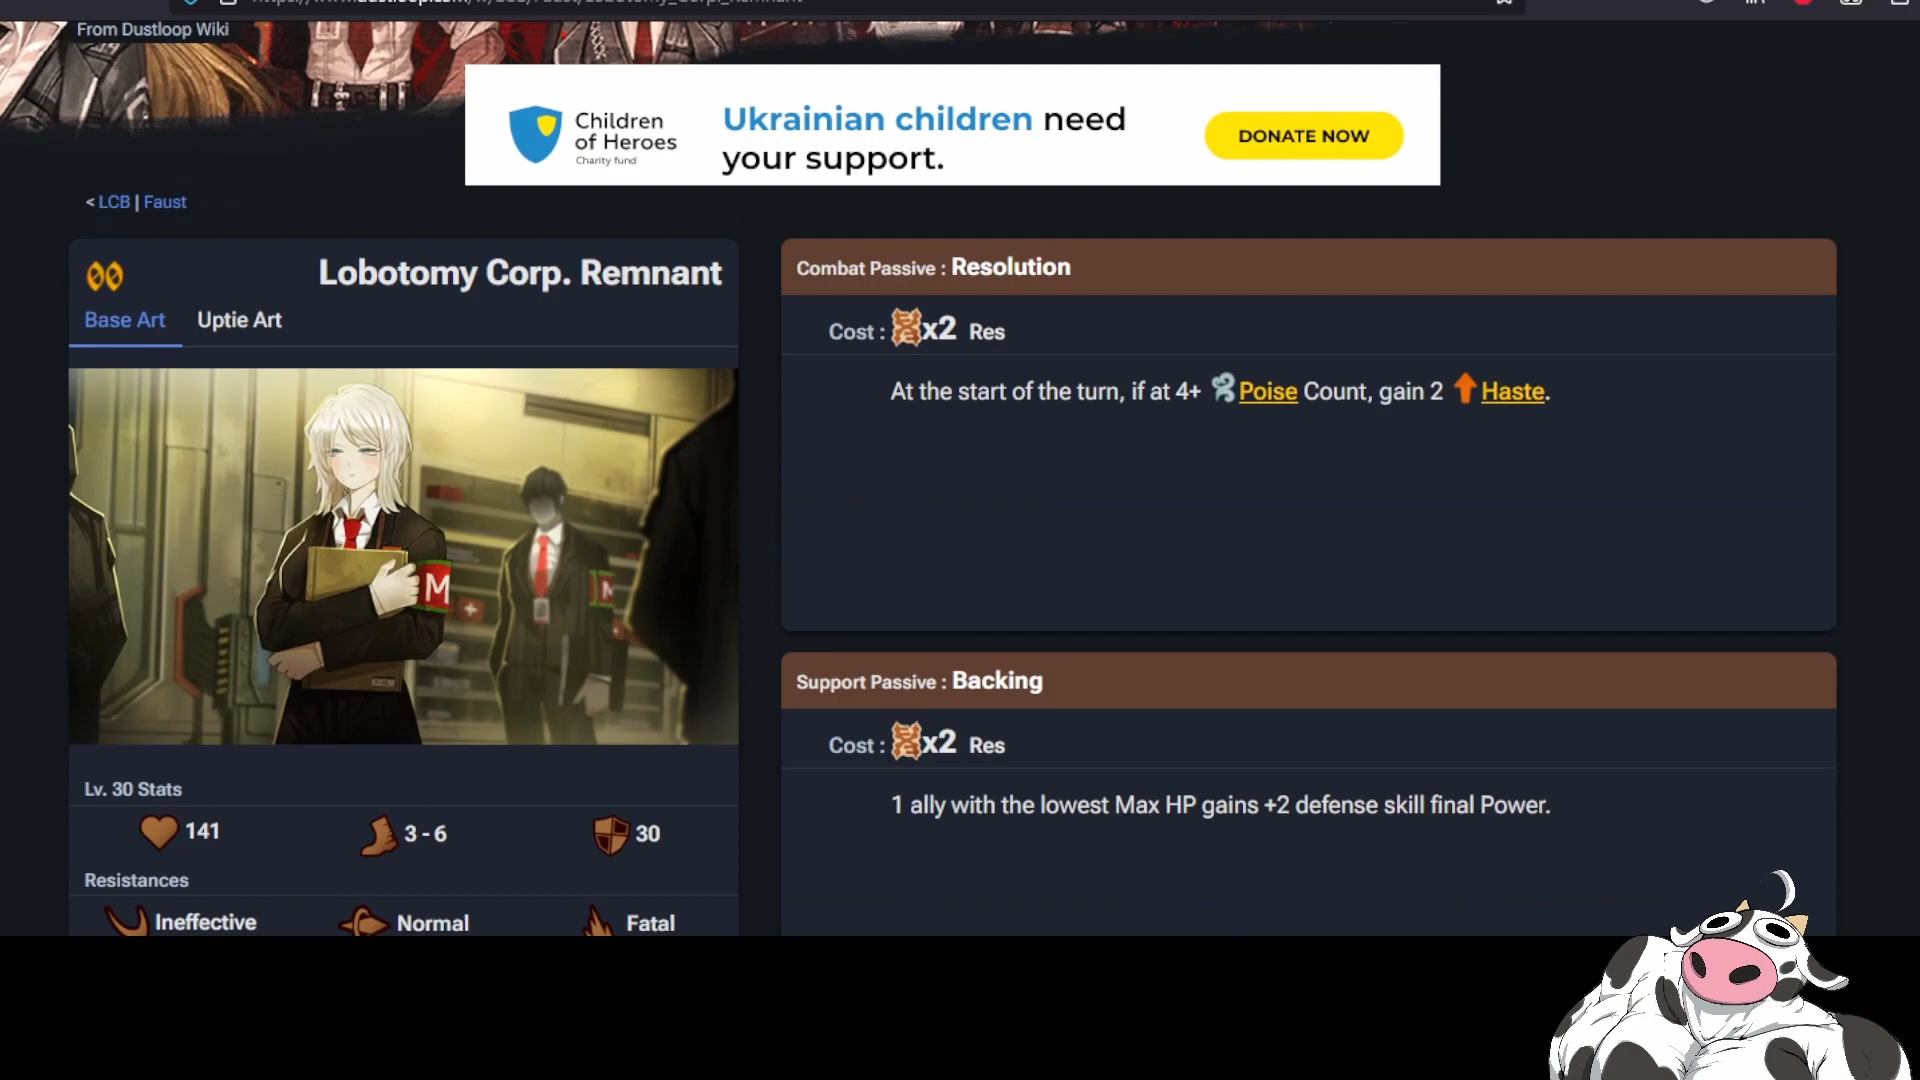 From Dustloop Wiki
Children
of Heroes
Charity fund
Ukrainian children need
your support.
DONATE NOW
< LCB | Faust
Lobotomy Corp. Remnant
Base Art
Uptie Art
M
M
Lv. 30 Stats
141
3 - 6
30
Resistances
Ineffective
Normal
Fatal
Combat Passive : Resolution
Cost : x2 Res
At the start of the turn, if at 4+ Poise Count, gain 2 Haste.
Support Passive : Backing
Cost : x2 Res
1 ally with the lowest Max HP gains +2 defense skill final Power.